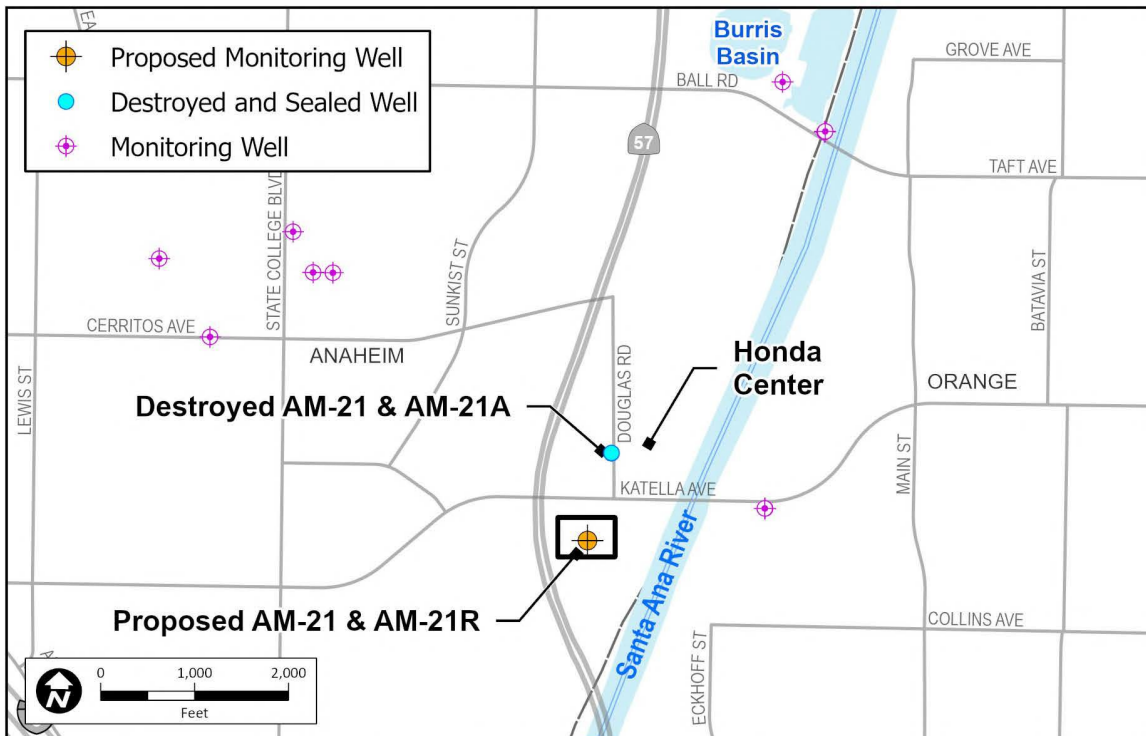 Proposed Monitoring Well
Destroyed and Sealed Well
Monitoring Well
Burris
Basin
GROVE AVE
BALL RD
57
TAFT AVE
STATE COLLEGE BLVD
SUNKIST ST
BATAVIA ST
CERRITOS AVE
ANAHEIM
LEWIS ST
DOUGLAS RD
Honda
Center
ORANGE
Destroyed AM-21 & AM-21A
MAIN ST
KATELLA AVE
Santa Ana River
Proposed AM-21 & AM-21R
COLLINS AVE
ECKHOFF ST
N
0 1,000 2,000
Feet